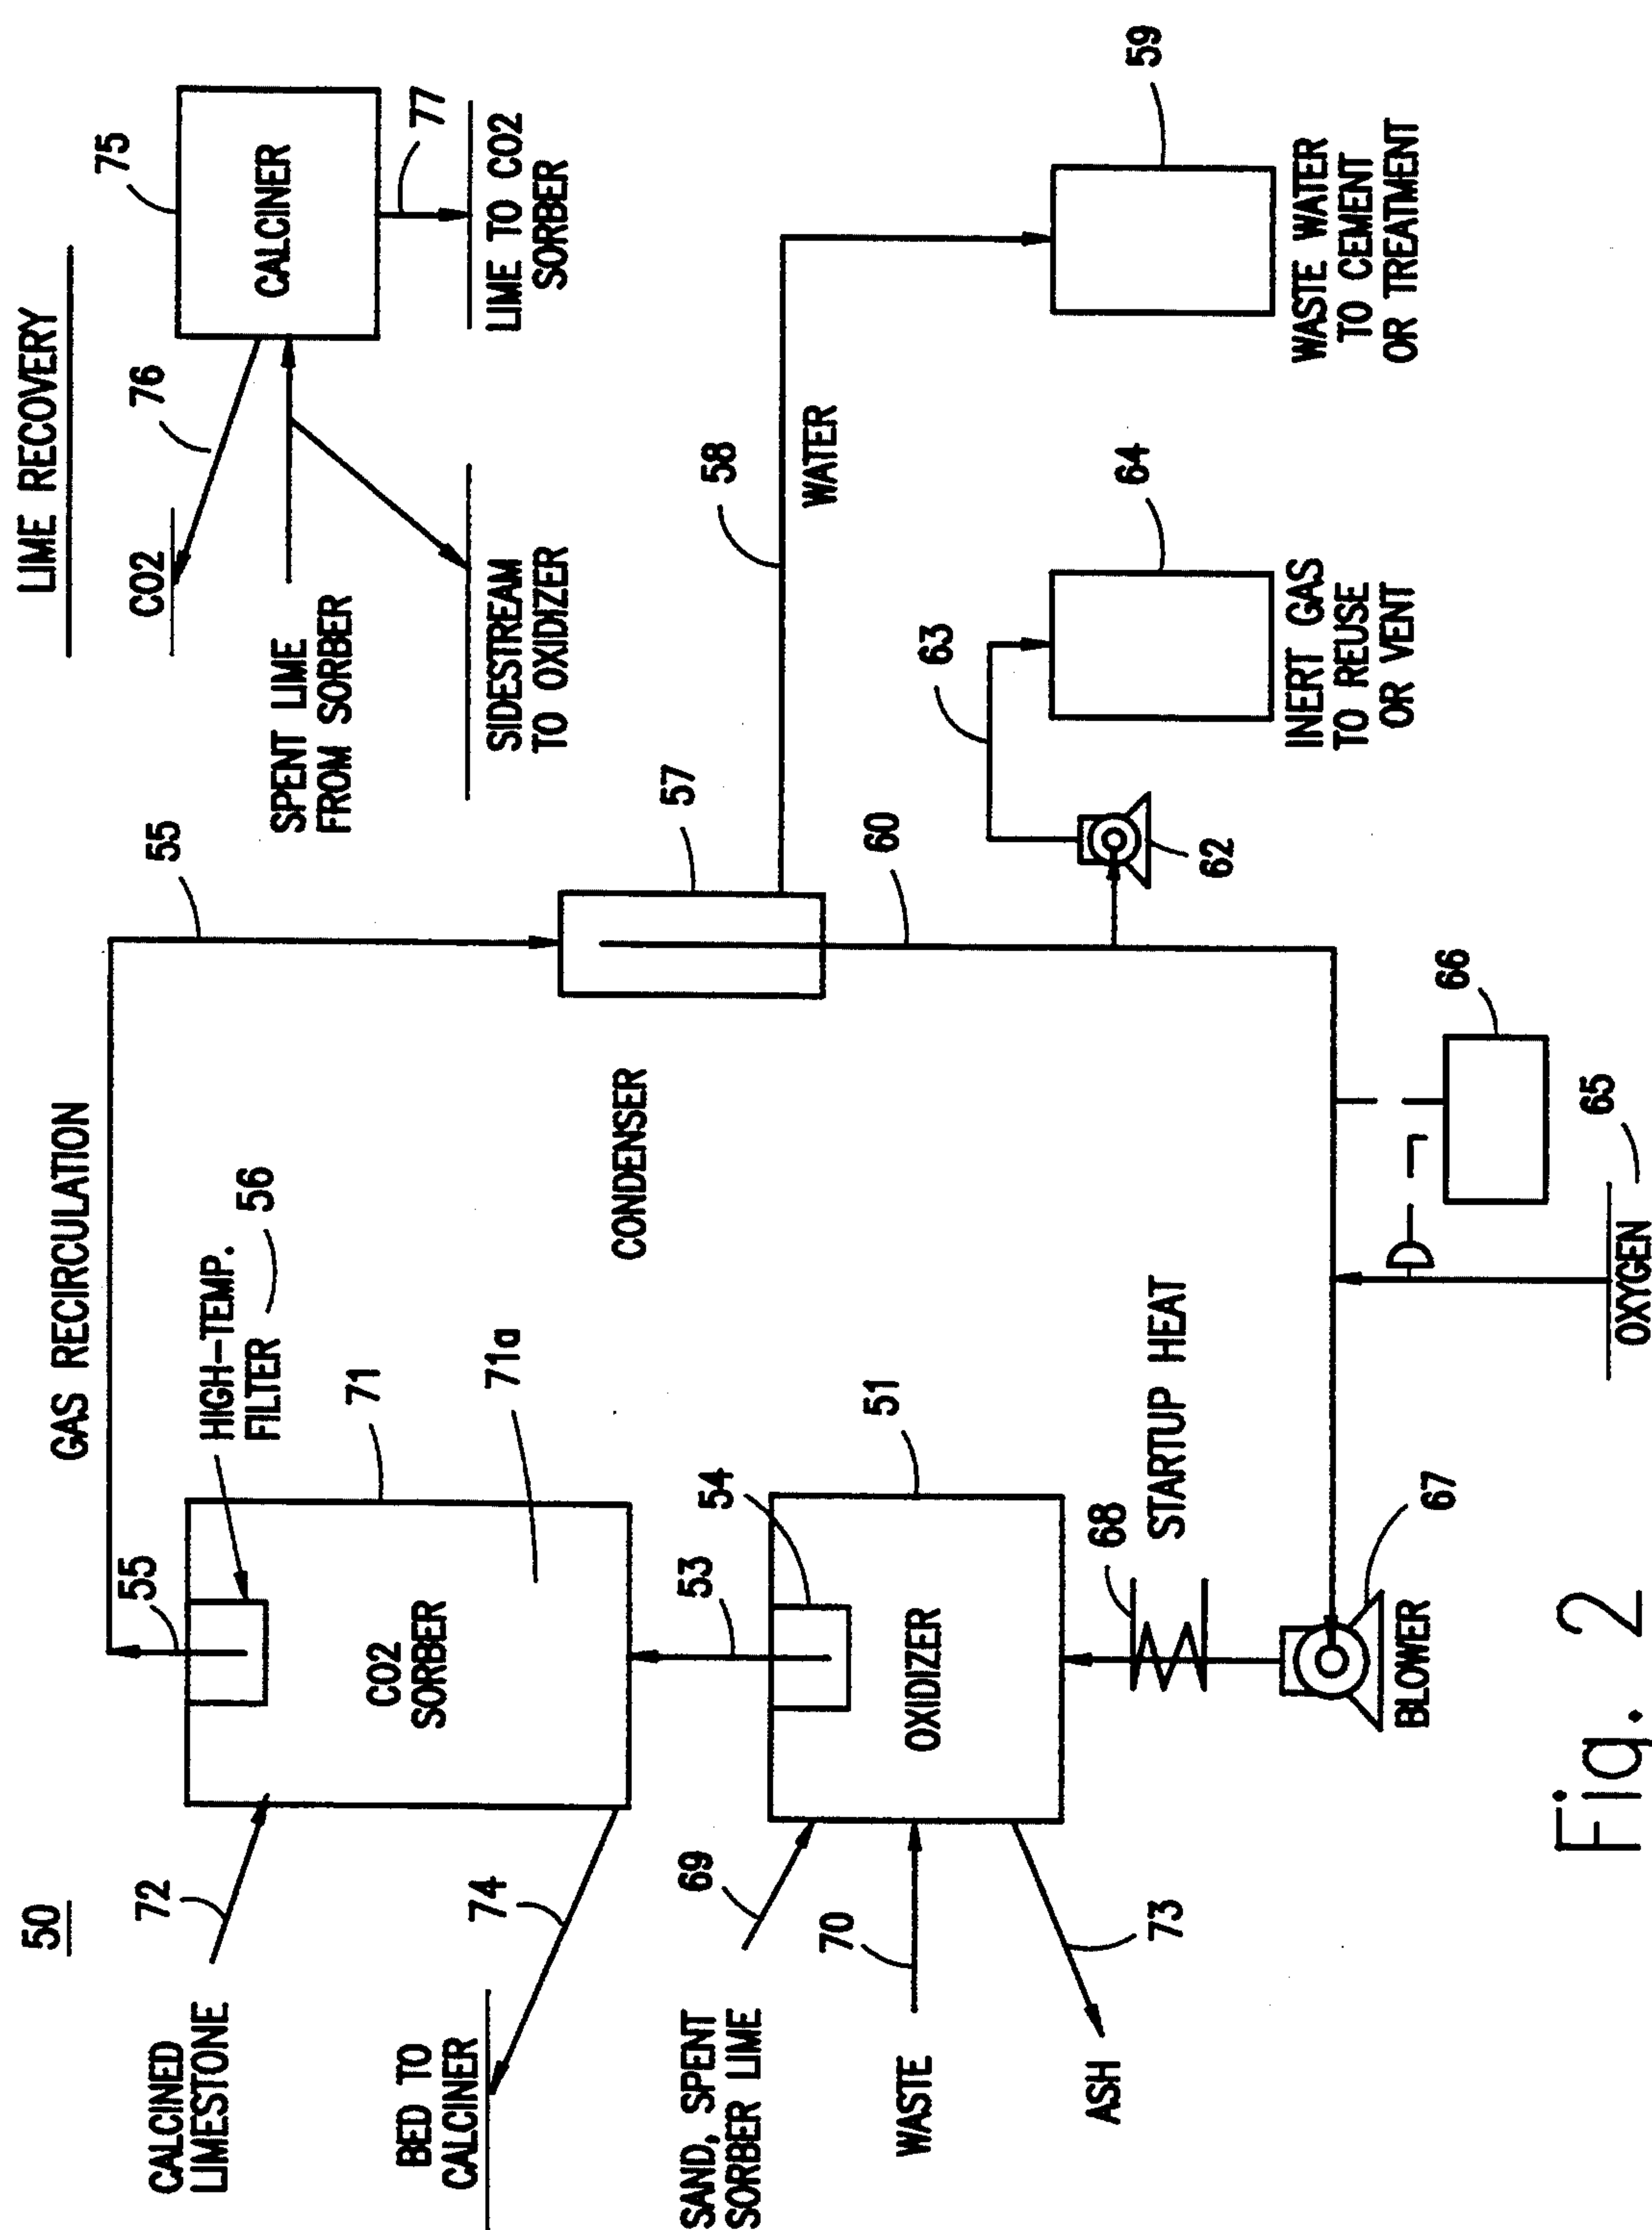 50
GAS RECIRCULATION
55
LIME RECOVERY
CALCINED
LIMESTONE
72
55
HIGH-TEMP.
FILTER
56
CO2
SORBER
71
71a
BED TO
CALCINER
74
CO2
76
75
CALCINER
SPENT LIME
FROM SORBER
77
LIME TO CO2
SORBER
SIDESTREAM
TO OXIDIZER
CONDENSER
57
58
WATER
59
WASTE WATER
TO CEMENT
OR TREATMENT
60
62
63
64
INERT GAS
TO REUSE
OR VENT
SAND, SPENT
SORBER LIME
69
53
54
OXIDIZER
51
WASTE
70
ASH
73
68
STARTUP HEAT
BLOWER
67
66
65
OXYGEN
Fig. 2